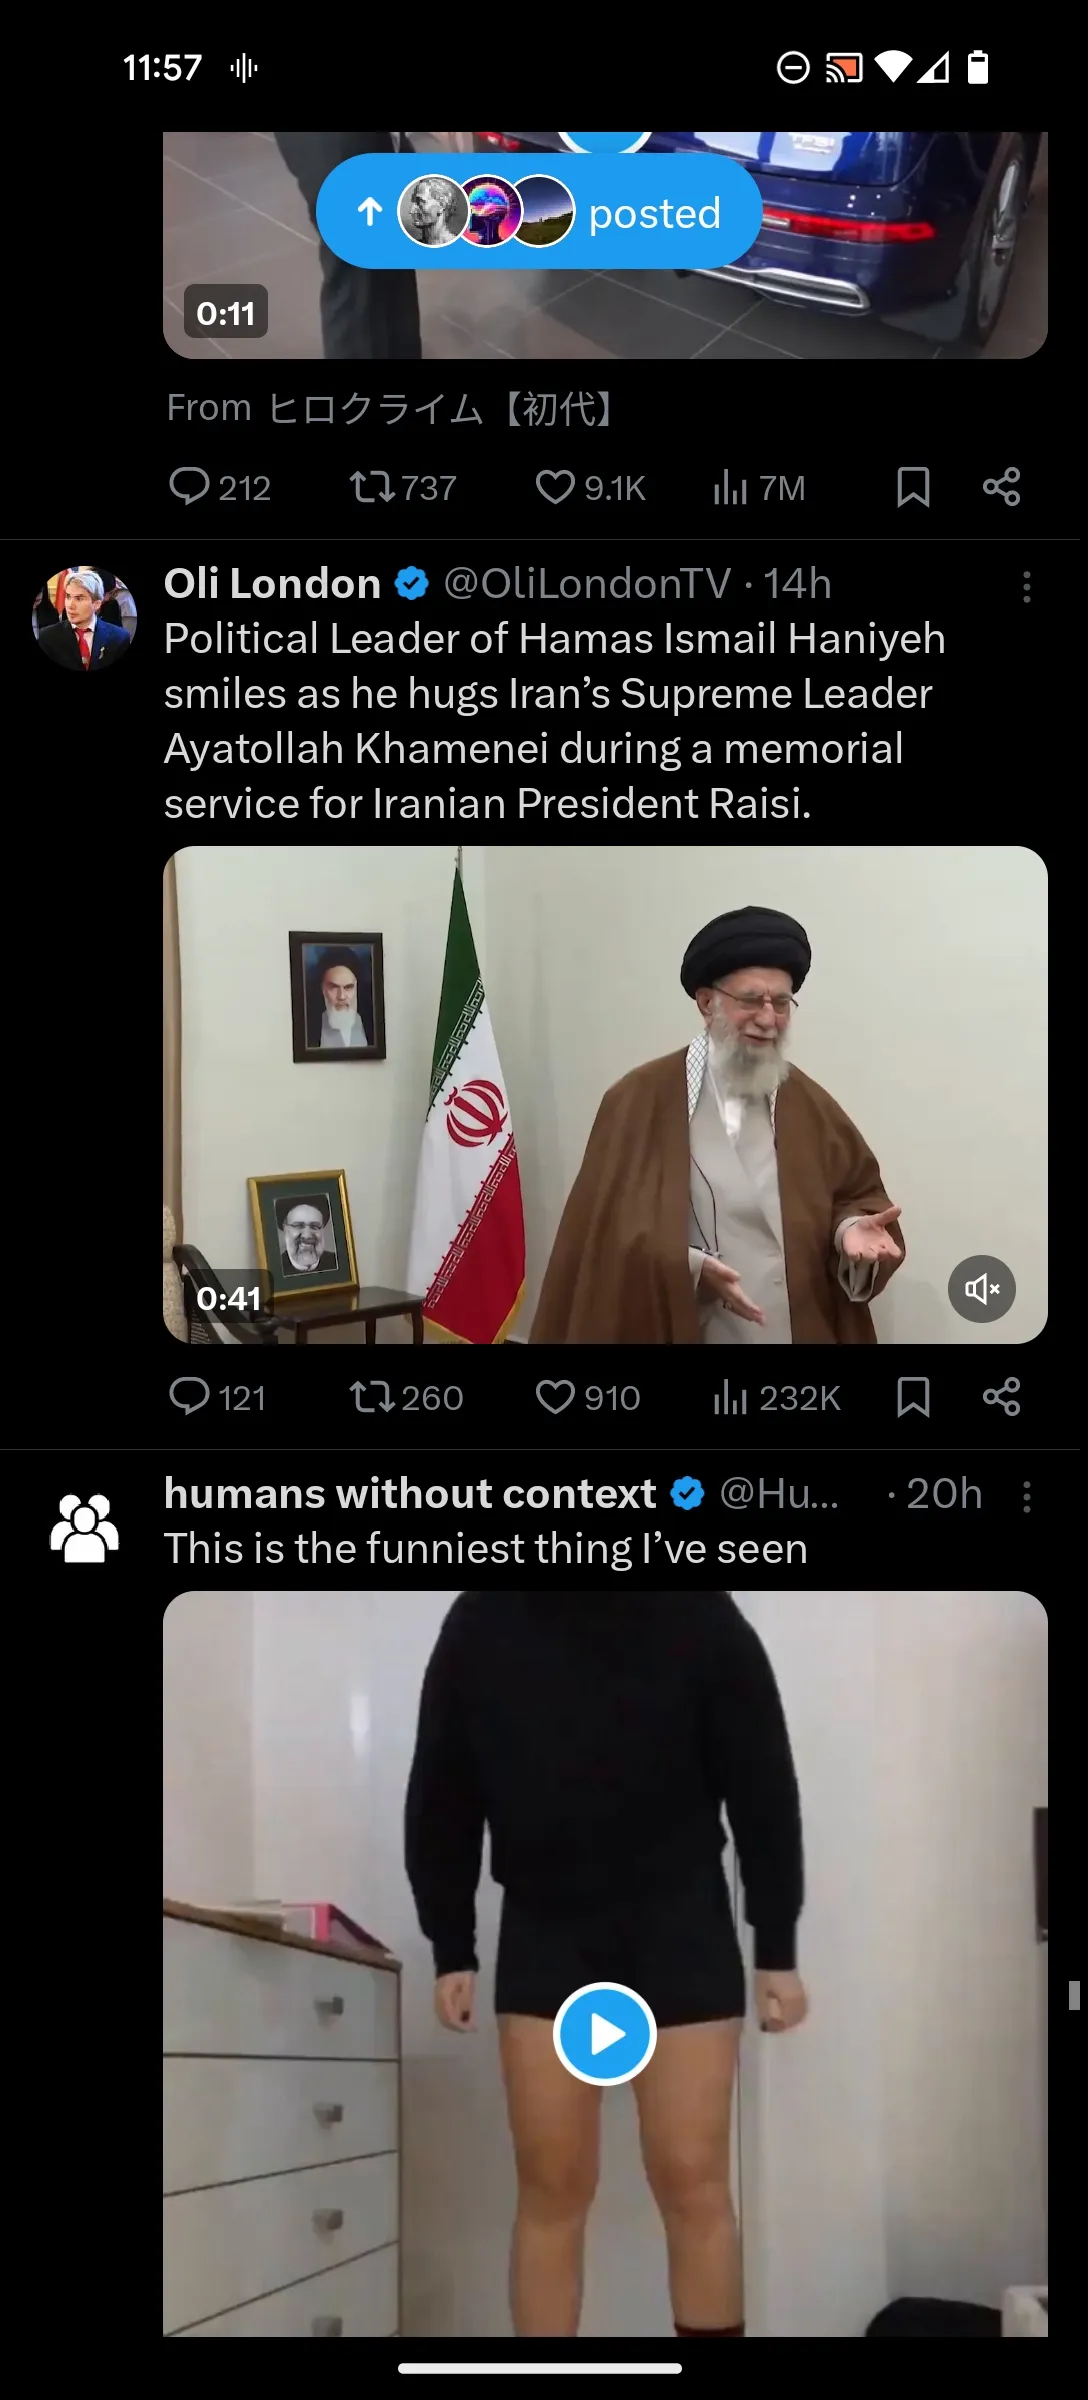 11:57
posted
0:11
From ヒロクライム【初代】
212 737 9.1K 7M
Oli London @OliLondonTV · 14h
Political Leader of Hamas Ismail Haniyeh
smiles as he hugs Iran’s Supreme Leader
Ayatollah Khamenei during a memorial
service for Iranian President Raisi.
0:41
121 260 910 232K
humans without context @Hu... · 20h
This is the funniest thing I’ve seen